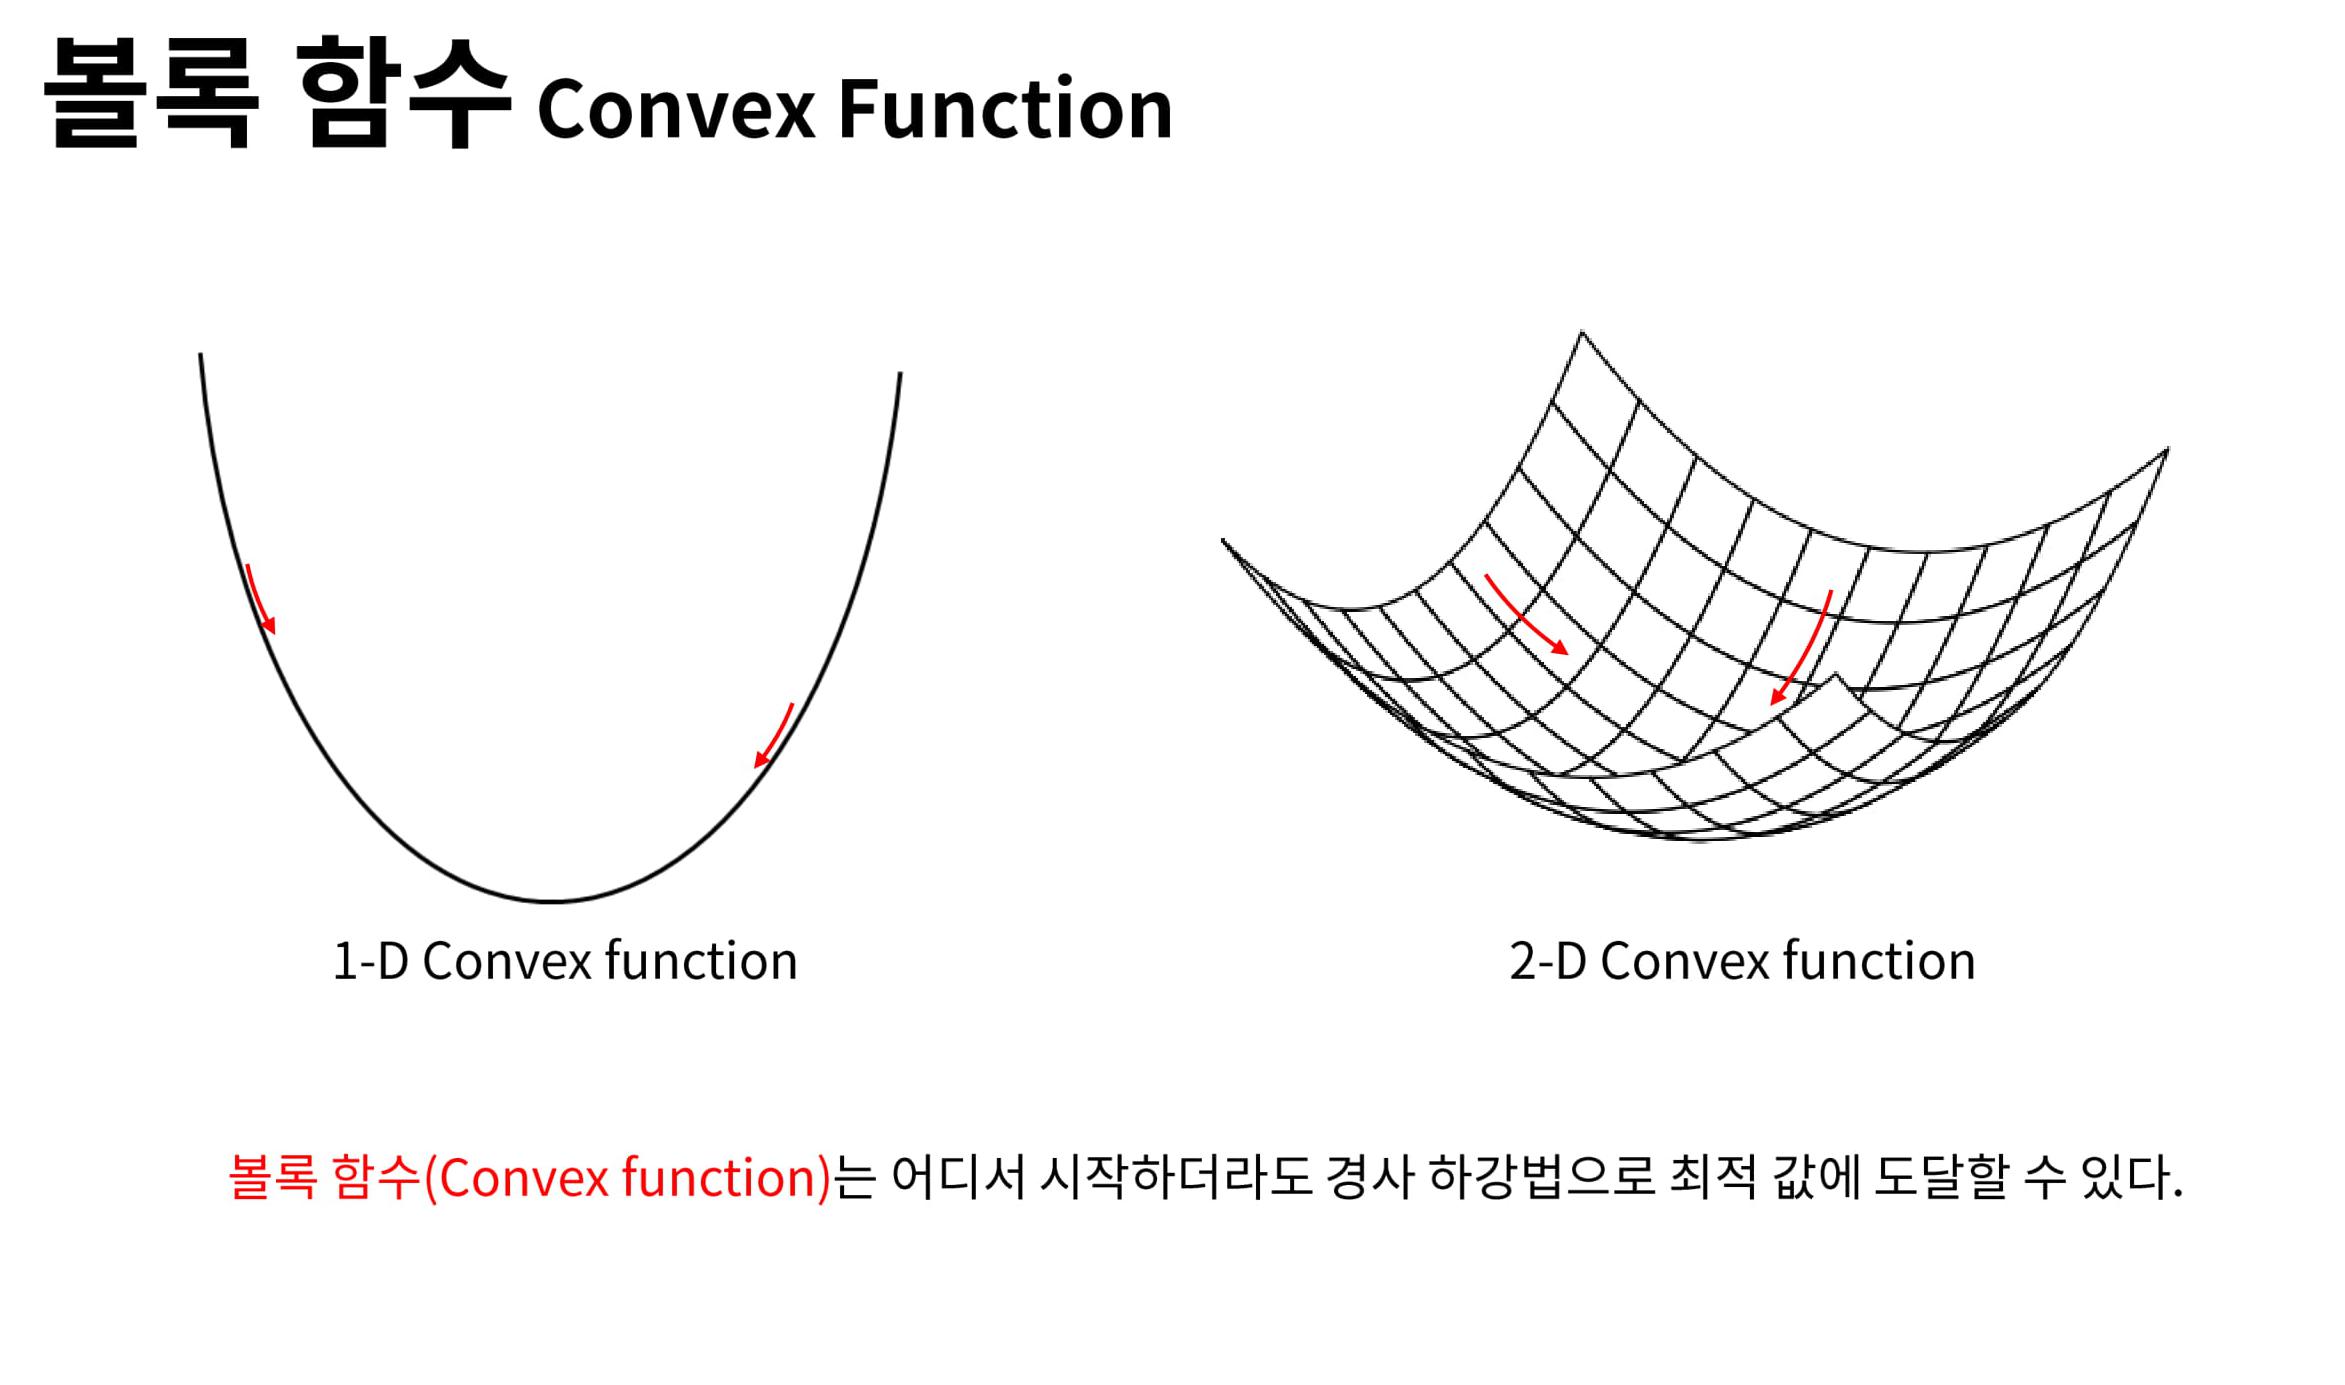 볼록 함수 Convex Function
1-D Convex function
2-D Convex function
볼록 함수(Convex function)는 어디서 시작하더라도 경사 하강법으로 최적 값에 도달할 수 있다.